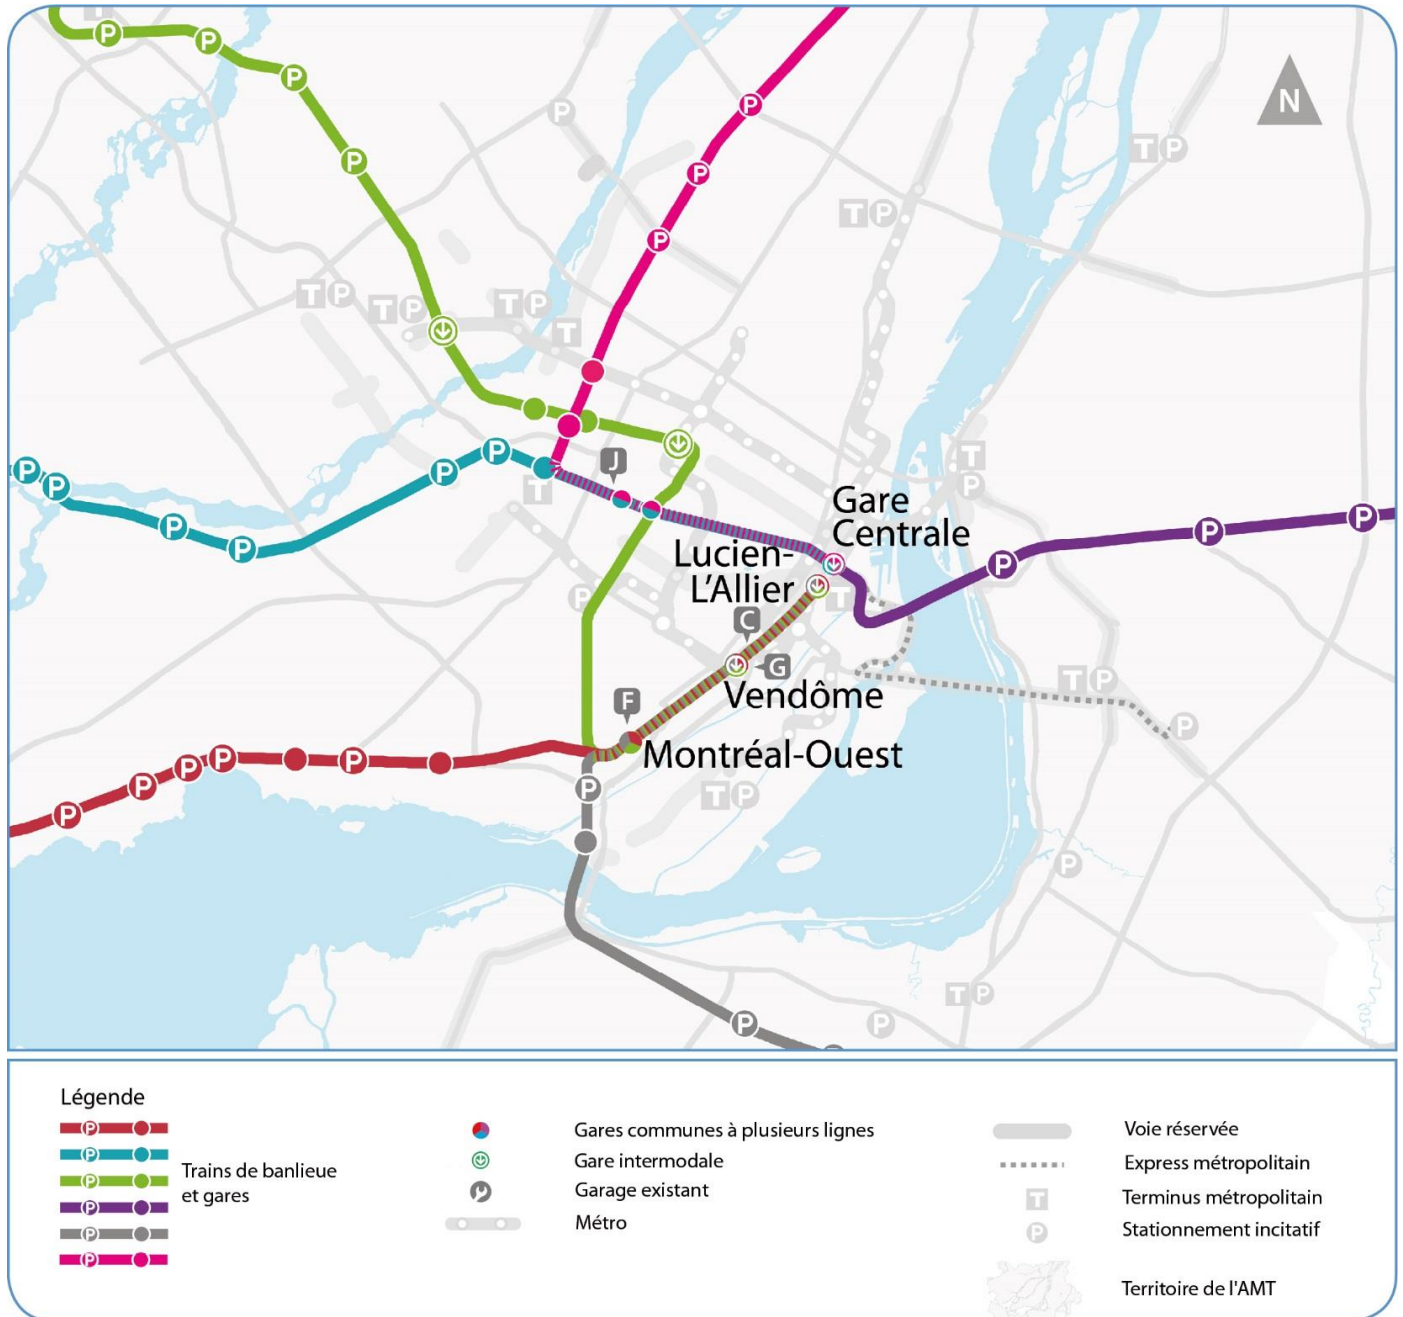 P
P
P
P
P
P
P
P
N
T P
T P
T P
T P
T P
T
P
P
P
P
P
P
P
J
T
T
P
Gare
Centrale
P
P
P
Lucien-
L'Allier
T
P
C
G
Vendôme
T P
P
F
Montréal-Ouest
P
P
P
P
P
P
T P
P
T P
P
P
Légende
P
P
P
P
P
P
Trains de banlieue
et gares
Gares communes à plusieurs lignes
Gare intermodale
Garage existant
Métro
Voie réservée
Express métropolitain
T
Terminus métropolitain
P
Stationnement incitatif
Territoire de l'AMT